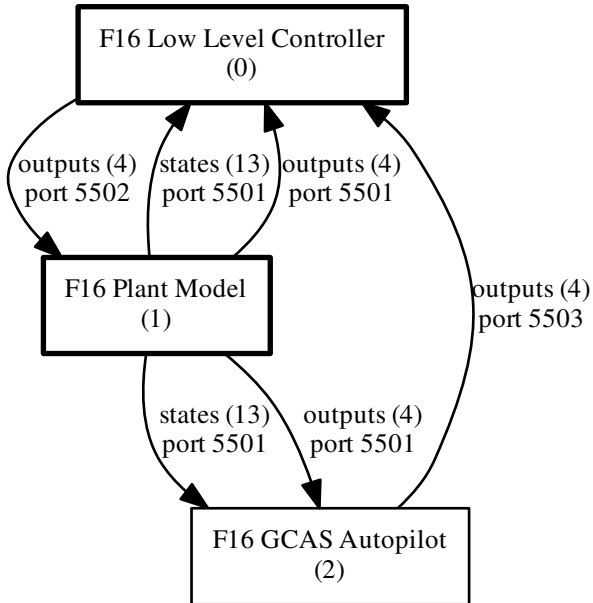 F16 Low Level Controller
(0)
outputs (4)
port 5502
states (13)
port 5501
outputs (4)
port 5501
F16 Plant Model
(1)
outputs (4)
port 5503
states (13)
port 5501
outputs (4)
port 5501
F16 GCAS Autopilot
(2)